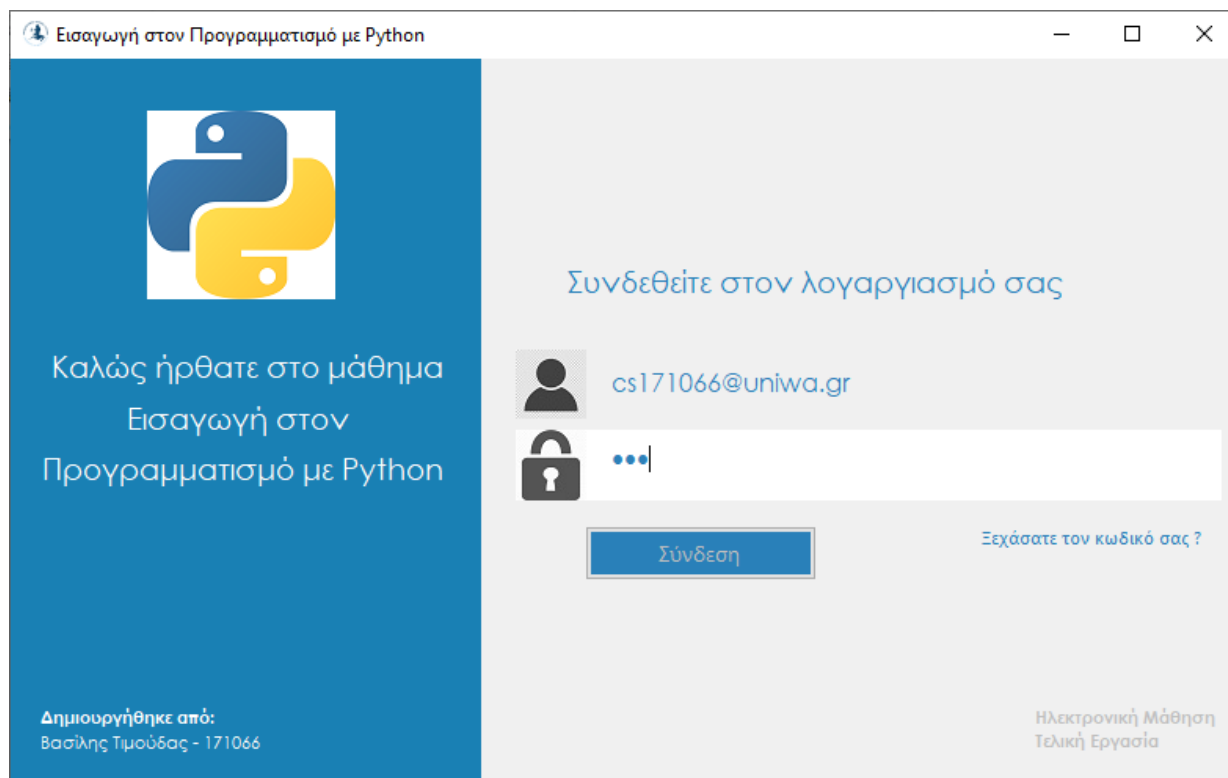 Εισαγωγή στον Προγραμματισμό με Python
Καλώς ήρθατε στο μάθημα
Εισαγωγή στον
Προγραμματισμό με Python
Δημιουργήθηκε από:
Βασίλης Τιμούδας - 171066
Συνδεθείτε στον λογαργιασμό σας
cs171066@uniwa.gr
•••
Σύνδεση
Ξεχάσατε τον κωδικό σας ?
Ηλεκτρονική Μάθηση
Τελική Εργασία